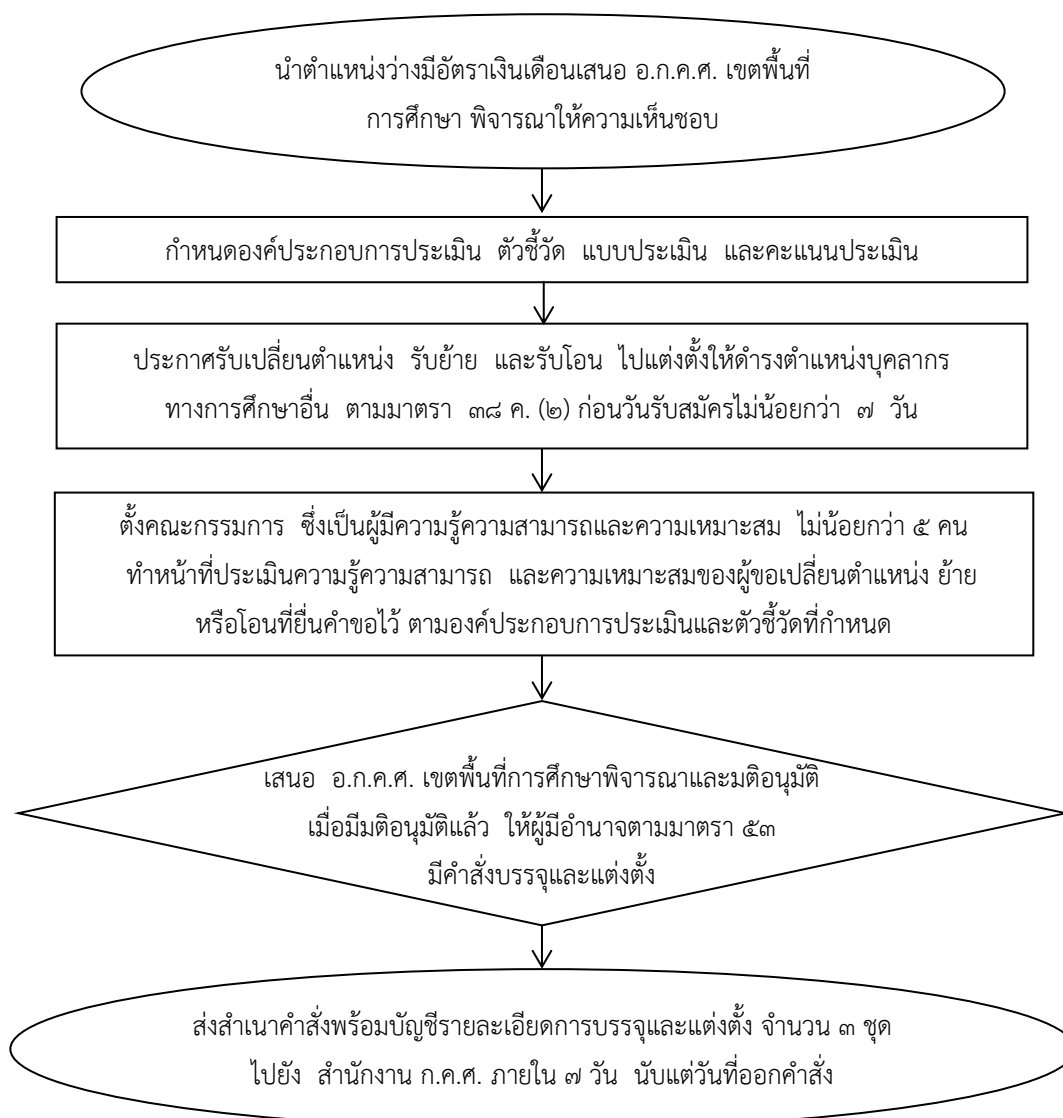 นำตำแหน่งว่างมีอัตราเงินเดือนเสนอ อ.ก.ค.ศ. เขตพื้นที่
การศึกษา พิจารณาให้ความเห็นชอบ
กำหนดองค์ประกอบการประเมิน ตัวชี้วัด แบบประเมิน และคะแนนประเมิน
ประกาศรับเปลี่ยนตำแหน่ง รับย้าย และรับโอน ไปแต่งตั้งให้ดำรงตำแหน่งบุคลากร
ทางการศึกษาอื่น ตามมาตรา ๓๘ ค. (๒) ก่อนวันรับสมัครไม่น้อยกว่า ๗ วัน
ตั้งคณะกรรมการ ซึ่งเป็นผู้มีความรู้ความสามารถและความเหมาะสม ไม่น้อยกว่า ๕ คน
ทำหน้าที่ประเมินความรู้ความสามารถ และความเหมาะสมของผู้ขอเปลี่ยนตำแหน่ง ย้าย
หรือโอนที่ยื่นคำขอไว้ ตามองค์ประกอบการประเมินและตัวชี้วัดที่กำหนด
เสนอ อ.ก.ค.ศ. เขตพื้นที่การศึกษาพิจารณาและมติอนุมัติ
เมื่อมีมติอนุมัติแล้ว ให้ผู้มีอำนาจตามมาตรา ๕๓
มีคำสั่งบรรจุและแต่งตั้ง
ส่งสำเนาคำสั่งพร้อมบัญชีรายละเอียดการบรรจุและแต่งตั้ง จำนวน ๓ ชุด
ไปยัง สำนักงาน ก.ค.ศ. ภายใน ๗ วัน นับแต่วันที่ออกคำสั่ง